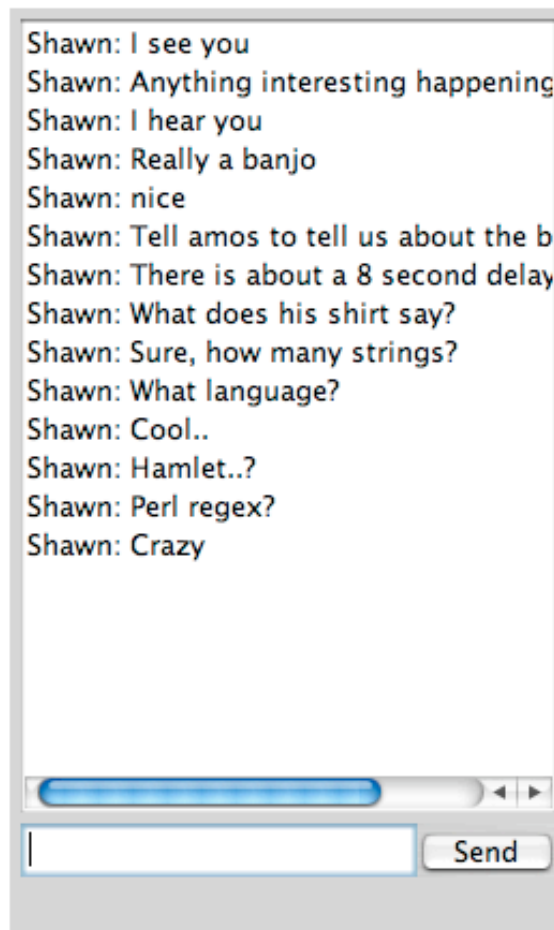 Shawn: I see you
Shawn: Anything interesting happening
Shawn: I hear you
Shawn: Really a banjo
Shawn: nice
Shawn: Tell amos to tell us about the b
Shawn: There is about a 8 second delay
Shawn: What does his shirt say?
Shawn: Sure, how many strings?
Shawn: What language?
Shawn: Cool..
Shawn: Hamlet..?
Shawn: Perl regex?
Shawn: Crazy
Send